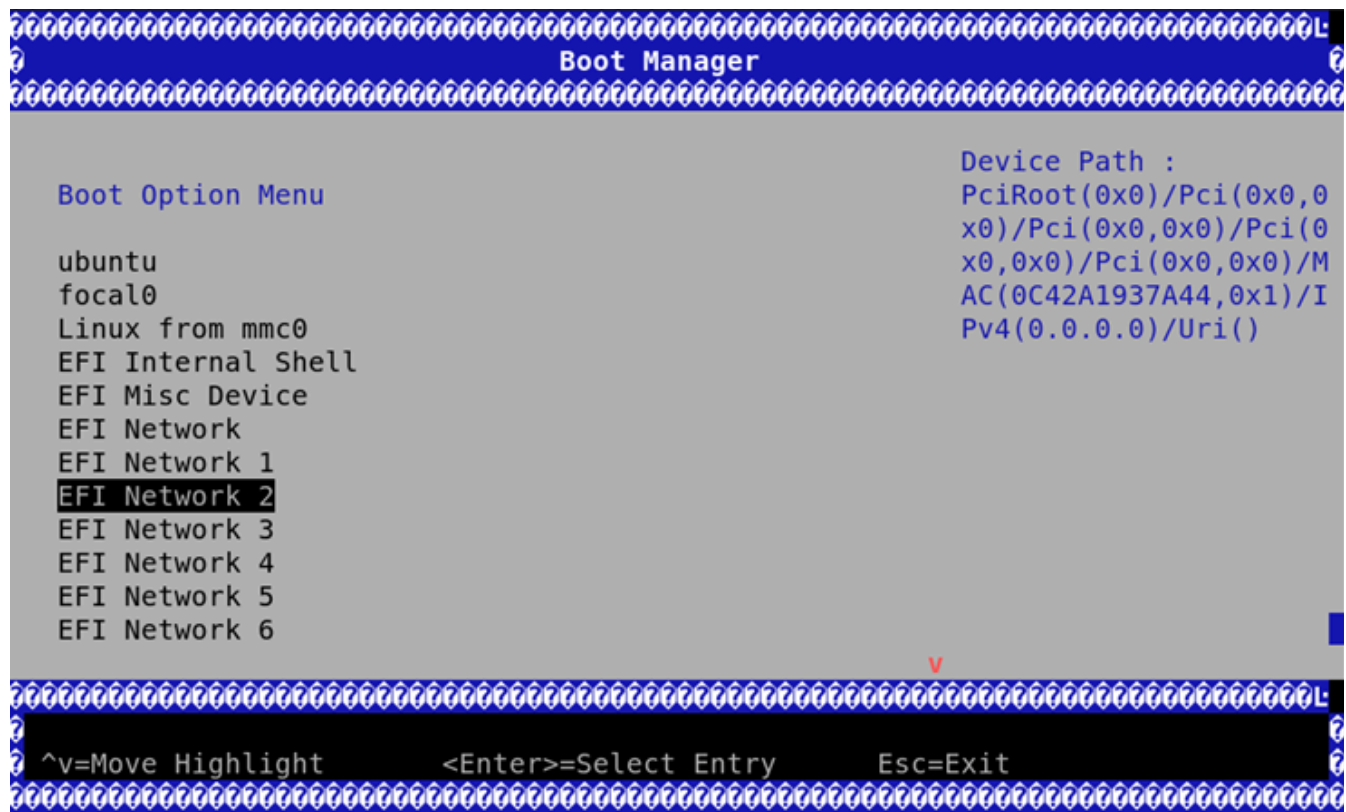 Boot Manager
Boot Option Menu
ubuntu
focal0
Linux from mmc0
EFI Internal Shell
EFI Misc Device
EFI Network
EFI Network 1
EFI Network 2
EFI Network 3
EFI Network 4
EFI Network 5
EFI Network 6
Device Path :
PciRoot(0x0)/Pci(0x0,0
x0)/Pci(0x0,0x0)/Pci(0
x0,0x0)/Pci(0x0,0x0)/M
AC(0C42A1937A44,0x1)/I
Pv4(0.0.0.0)/Uri()
v
^v=Move Highlight <Enter>=Select Entry Esc=Exit